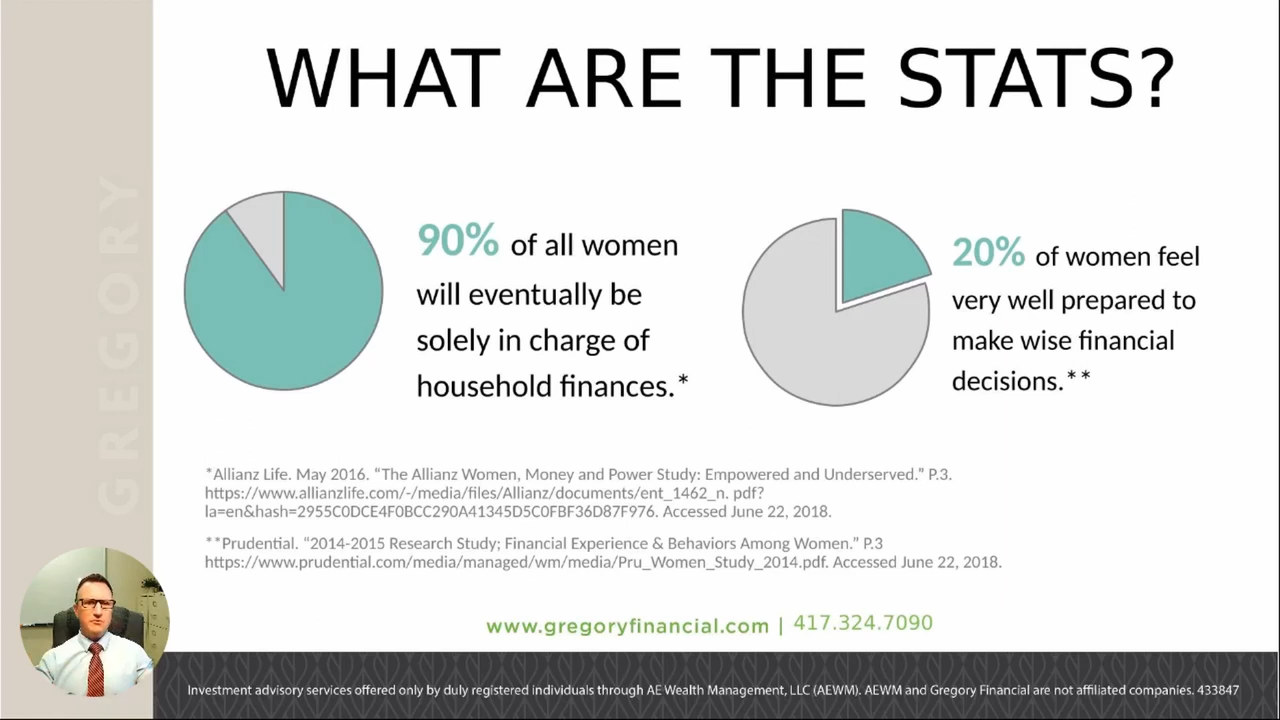 WHAT ARE THE STATS?
90% of all women
will eventually be
solely in charge of
household finances.*
20% of women feel
very well prepared to
make wise financial
decisions.**
GREGORY
*Allianz Life. May 2016. “The Allianz Women, Money and Power Study: Empowered and Underserved.” P.3.
https://www.allianzlife.com/-/media/files/Allianz/documents/ent_1462_n. pdf?
la=en&hash=2955C0DCE4F0BCC290A41345D5C0FBF36D87F976. Accessed June 22, 2018.
**Prudential. “2014-2015 Research Study; Financial Experience & Behaviors Among Women.” P.3
https://www.prudential.com/media/managed/wm/media/Pru_Women_Study_2014.pdf. Accessed June 22, 2018.
www.gregoryfinancial.com | 417.324.7090
Investment advisory services offered only by duly registered individuals through AE Wealth Management, LLC (AEWM). AEWM and Gregory Financial are not affiliated companies. 433847